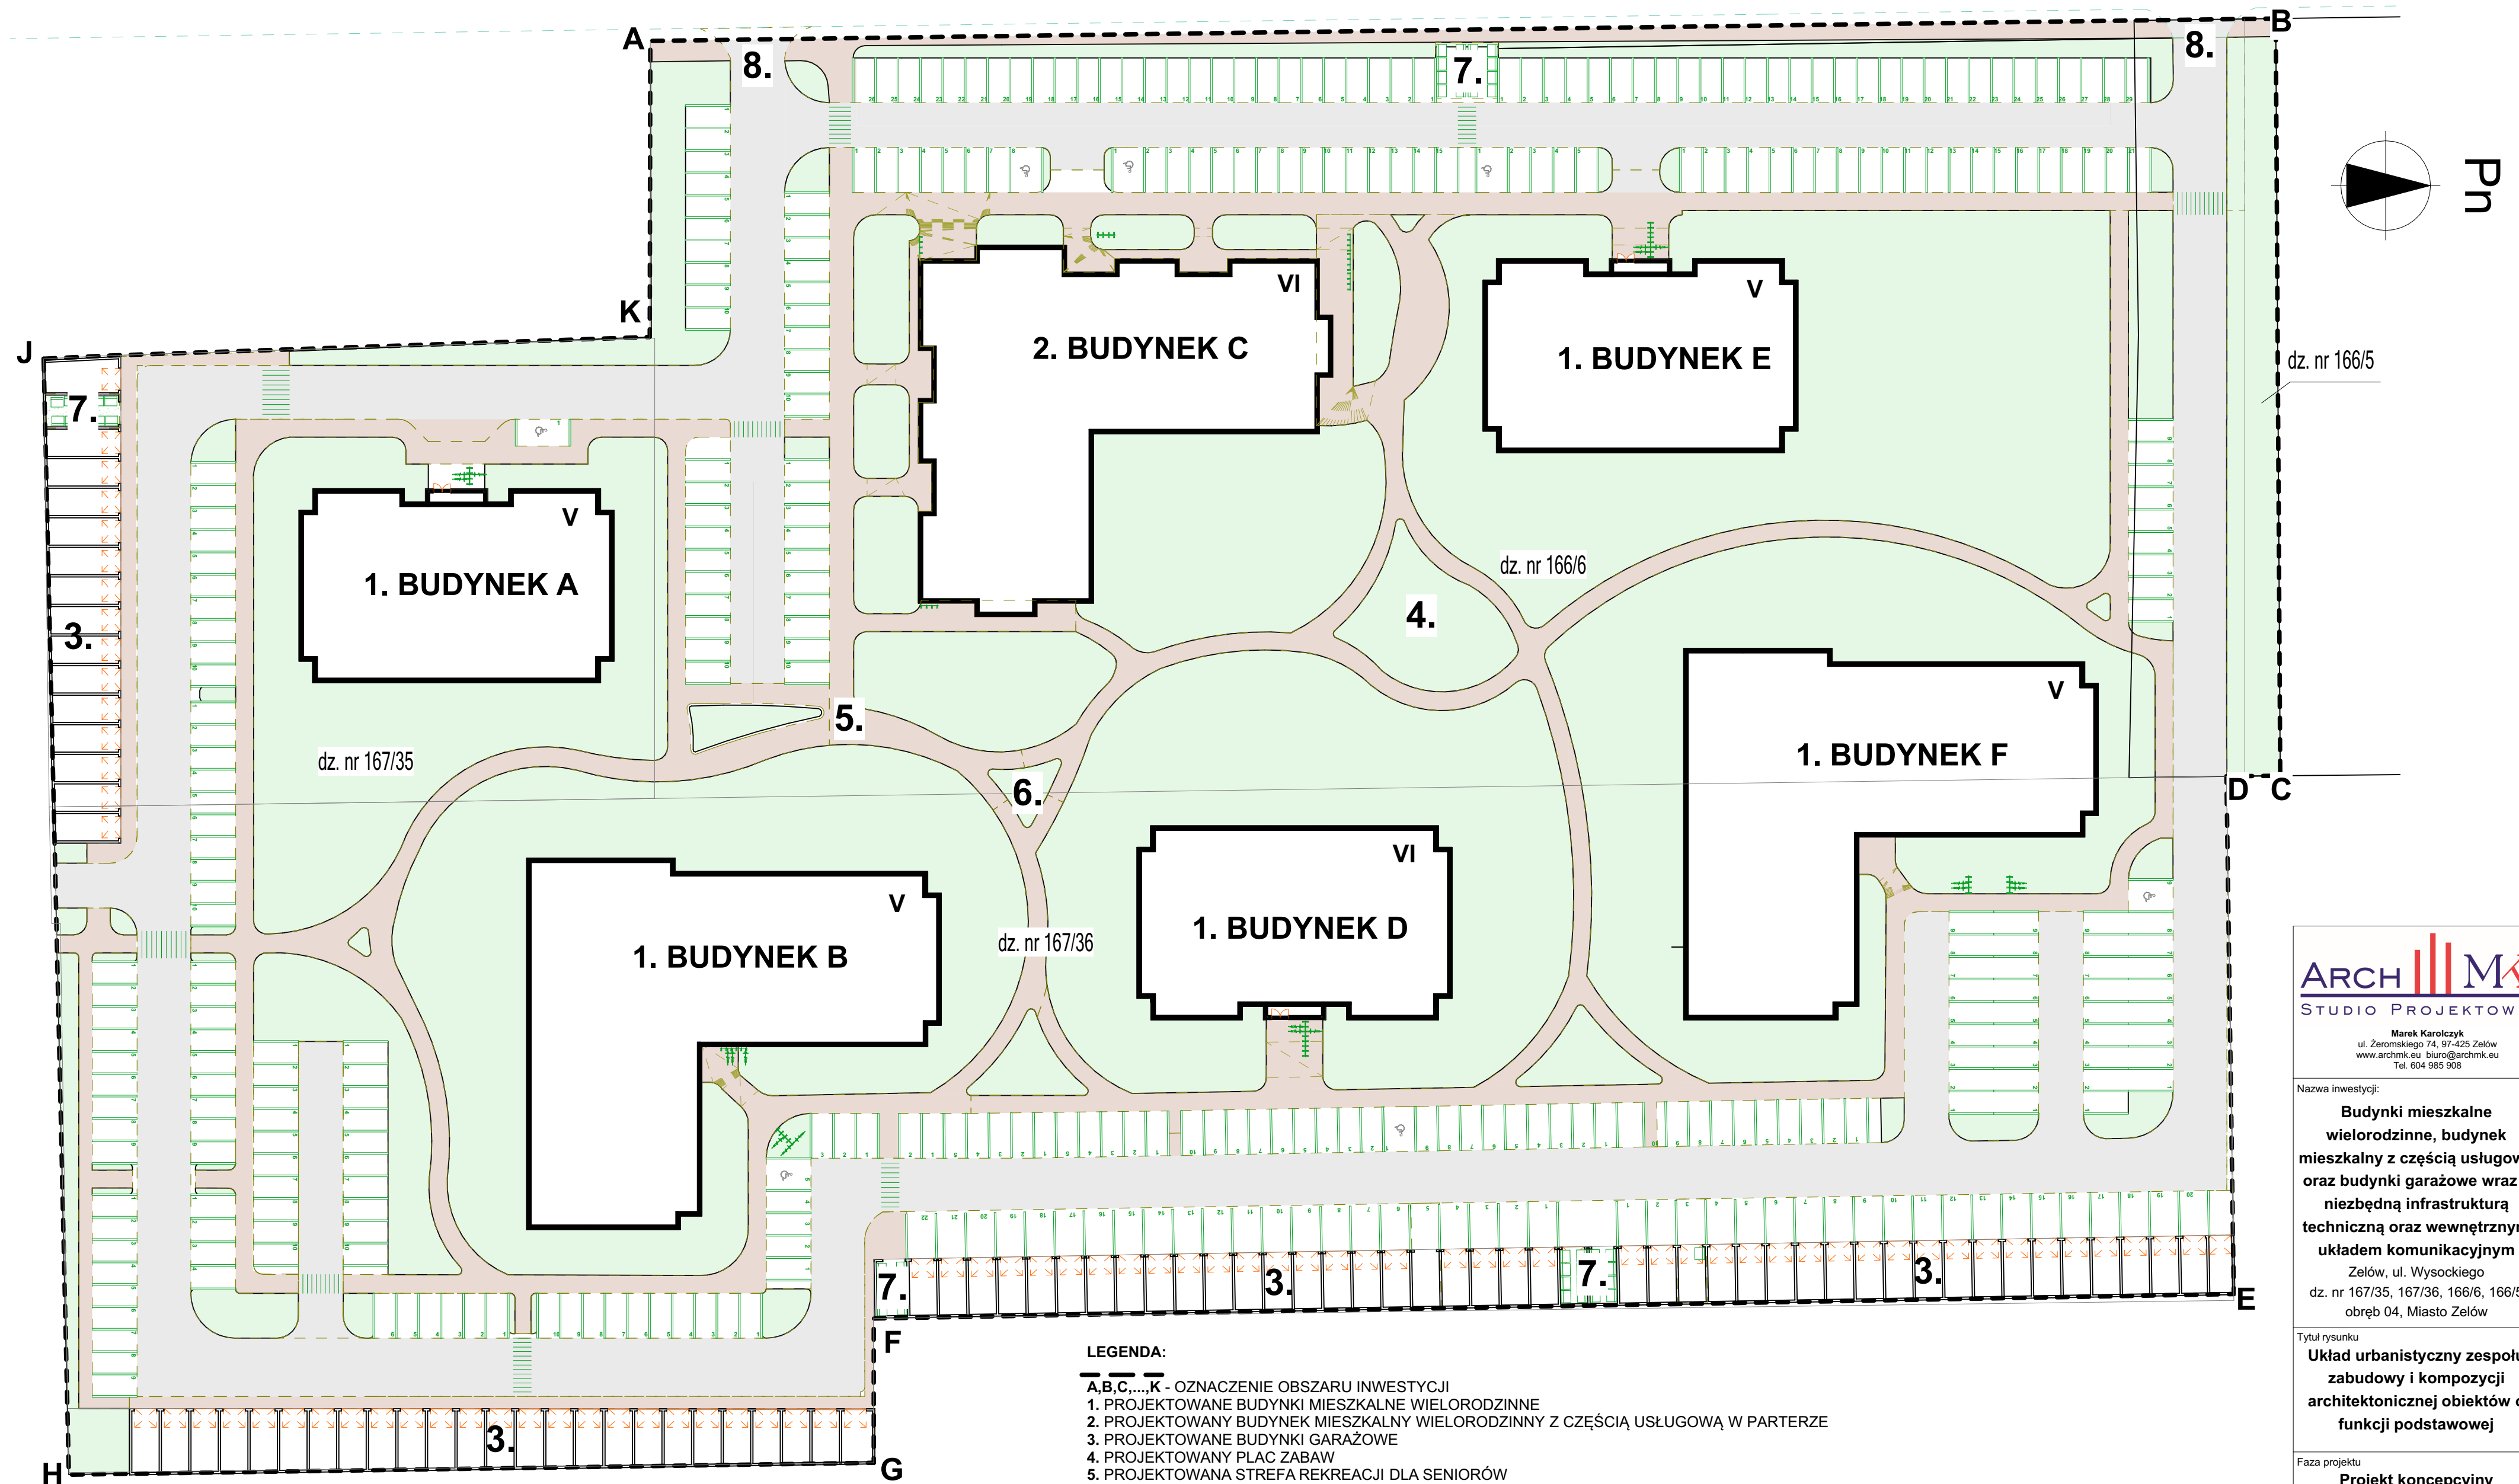 A
B
8.
8.
7.
Pn
K
J
VI
V
2. BUDYNEK C
1. BUDYNEK E
dz. nr 166/5
7.
V
1. BUDYNEK A
dz. nr 166/6
3.
4.
V
5.
1. BUDYNEK F
dz. nr 167/35
6.
D
C
VI
V
1. BUDYNEK D
1. BUDYNEK B
dz. nr 167/36
3.
7.
3.
7.
E
F
3.
H
G
LEGENDA:
A,B,C,...,K - OZNACZENIE OBSZARU INWESTYCJI
1. PROJEKTOWANE BUDYNKI MIESZKALNE WIELORODZINNE
2. PROJEKTOWANY BUDYNEK MIESZKALNY WIELORODZINNY Z CZĘŚCIĄ USŁUGOWĄ W PARTERZE
3. PROJEKTOWANE BUDYNKI GARAŻOWE
4. PROJEKTOWANY PLAC ZABAW
5. PROJEKTOWANA STREFA REKREACJI DLA SENIORÓW
ARCH MK
STUDIO PROJEKTOW
Marek Karolczyk
ul. Żeromskiego 74, 97-425 Zelów
www.archmk.eu biuro@archmk.eu
Tel. 604 985 908
Nazwa inwestycji:
Budynki mieszkalne
wielorodzinne, budynek
mieszkalny z częścią usługow
oraz budynki garażowe wraz
niezbędną infrastrukturą
techniczną oraz wewnętrznym
układem komunikacyjnym
Zelów, ul. Wysockiego
dz. nr 167/35, 167/36, 166/6, 166/5
obręb 04, Miasto Zelów
Tytuł rysunku
Układ urbanistyczny zespołu
zabudowy i kompozycji
architektonicznej obiektów o
funkcji podstawowej
Faza projektu
Projekt koncepcyjny